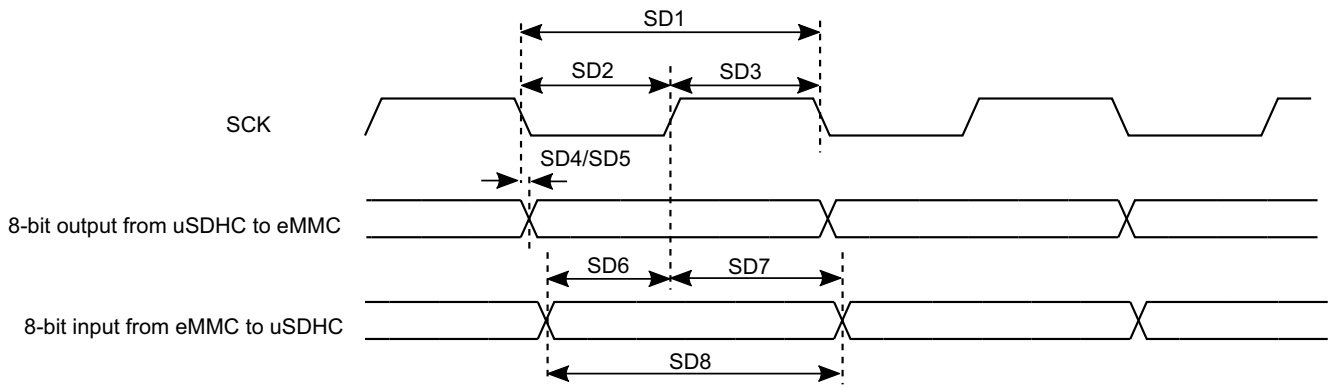 SD1
SD2
SD3
SCK
SD4/SD5
8-bit output from uSDHC to eMMC
SD6
SD7
8-bit input from eMMC to uSDHC
SD8